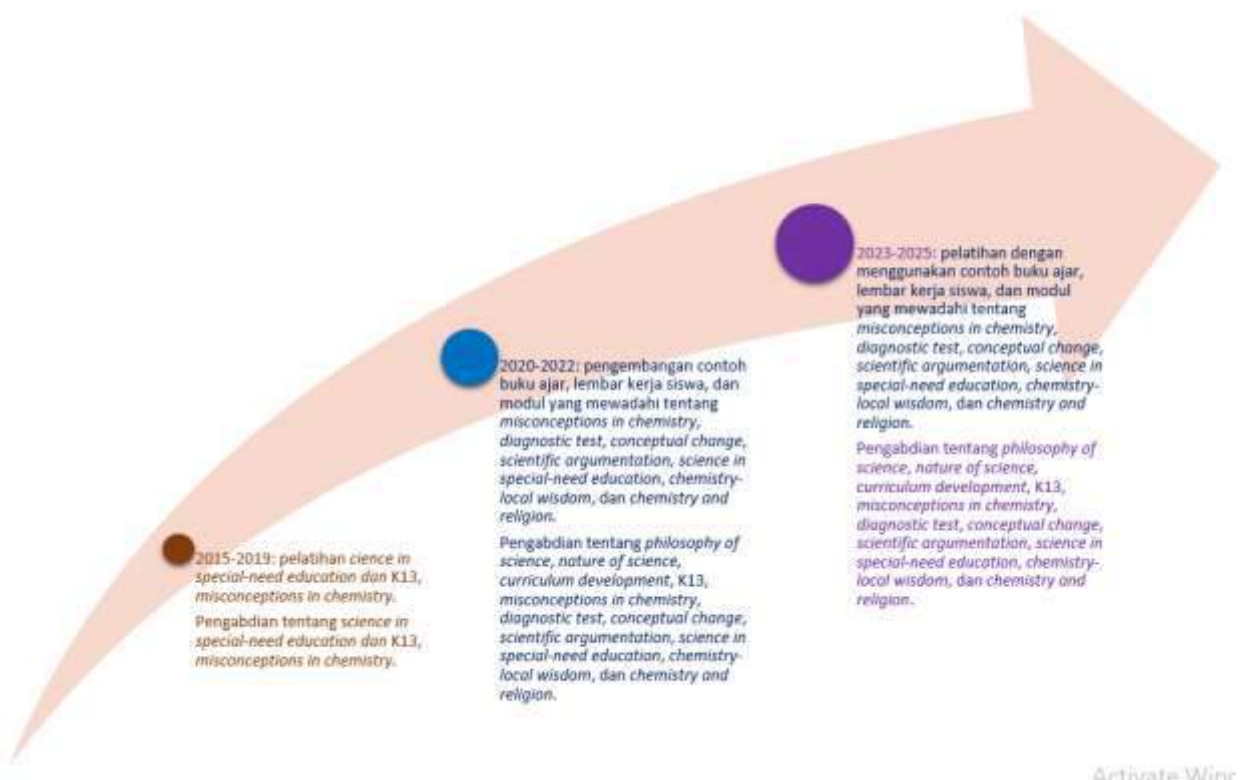 2015-2019: pelatihan cience in
special-need education dan K13,
misconceptions in chemistry.
Pengabdian tentang science in
special-need education dan K13,
misconceptions in chemistry.
2020-2022: pengembangan contoh
buku ajar, lembar kerja siswa, dan
modul yang mewadahi tentang
misconceptions in chemistry,
diagnostic test, conceptual change,
scientific argumentation, science in
special-need education, chemistry-
local wisdom, dan chemistry and
religion.
Pengabdian tentang philosophy of
science, nature of science,
curriculum development, K13,
misconceptions in chemistry,
diagnostic test, conceptual change,
scientific argumentation, science in
special-need education, chemistry-
local wisdom, dan chemistry and
religion.
2023-2025: pelatihan dengan
menggunakan contoh buku ajar,
lembar kerja siswa, dan modul
yang mewadahi tentang
misconceptions in chemistry,
diagnostic test, conceptual change,
scientific argumentation, science in
special-need education, chemistry-
local wisdom, dan chemistry and
religion.
Pengabdian tentang philosophy of
science, nature of science,
curriculum development, K13,
misconceptions in chemistry,
diagnostic test, conceptual change,
scientific argumentation, science in
special-need education, chemistry-
local wisdom, dan chemistry and
religion.
Activate Wind